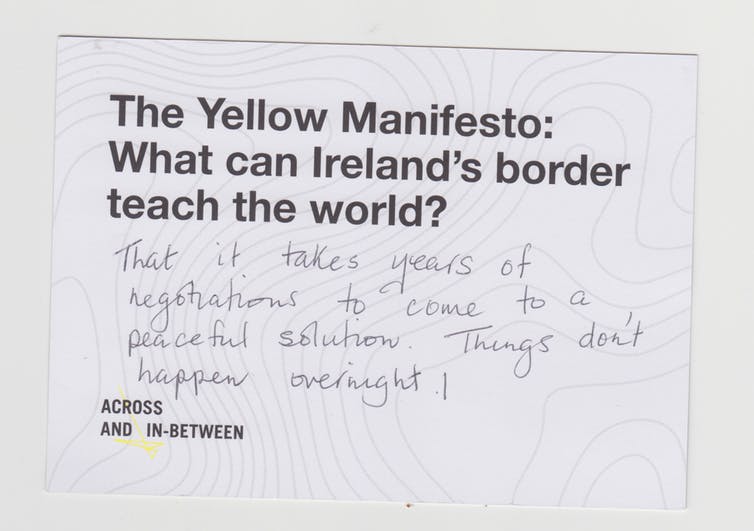 The Yellow Manifesto:
What can Ireland's border
teach the world?
That it takes years of
negotiations to come to a
peaceful solution. Things don't
happen overnight!
ACROSS
AND IN-BETWEEN